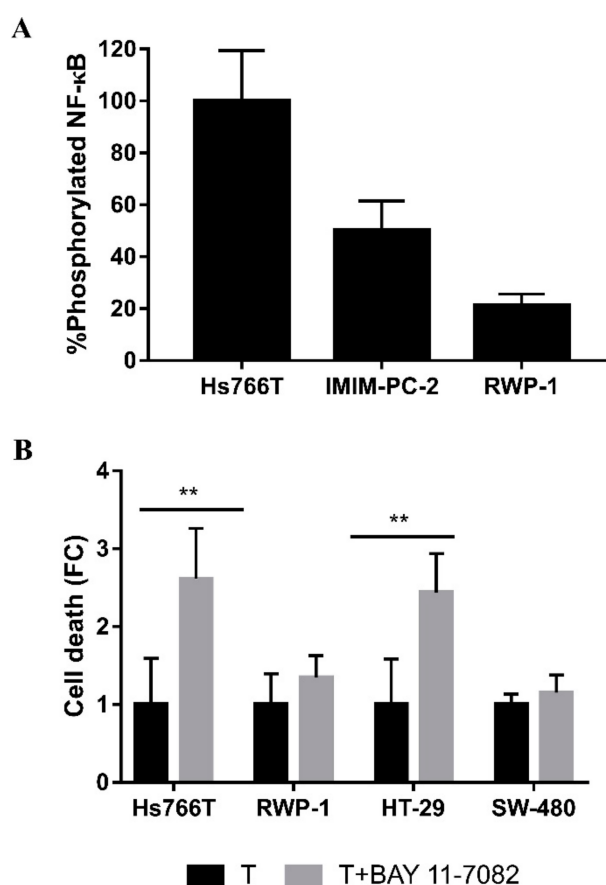 A
%Phosphorylated NF-κB
120
100
80
60
40
20
0
Hs766T IMIM-PC-2 RWP-1
B
Cell death (FC)
4
3
2
1
0
**
**
Hs766T RWP-1 HT-29 SW-480
T T+BAY 11-7082